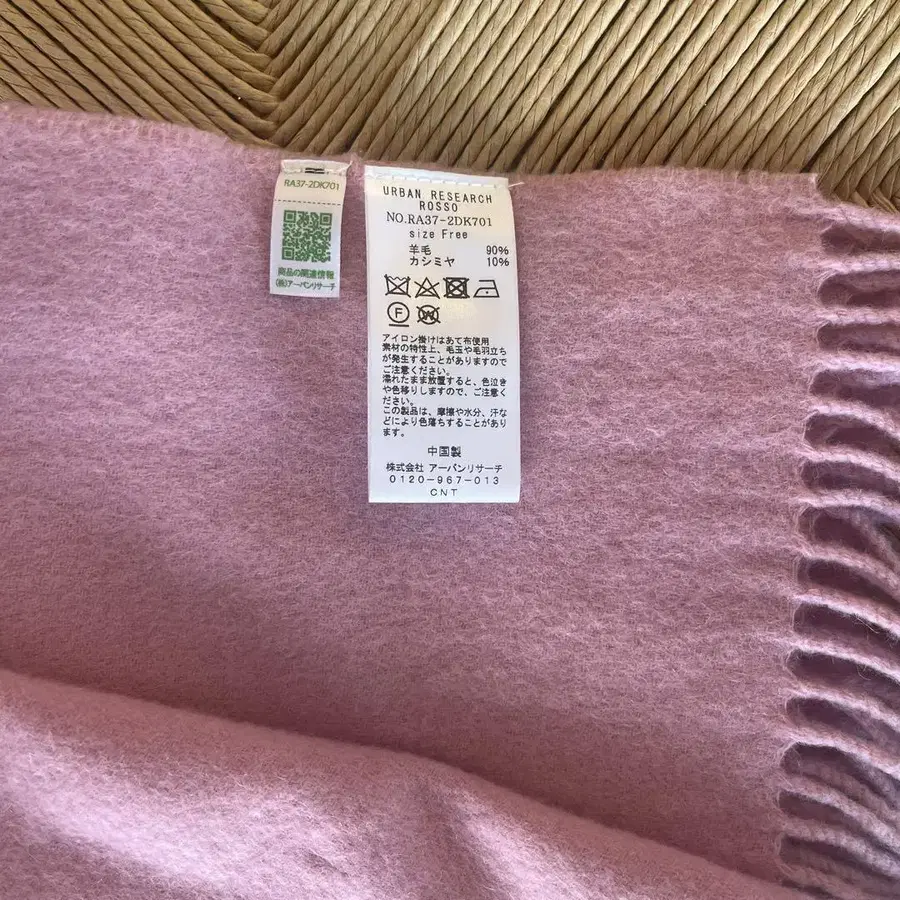 RA37-2DK701
商品の関連情報
(株)アーバンリサーチ
URBAN RESEARCH
ROSSO
NO.RA37-2DK701
size Free
羊毛 90%
カシミヤ 10%
F W
アイロン掛けはあて布使用
素材の特性上、毛玉や毛羽立ち
が発生することがありますので
ご注意ください。
濡れたまま放置すると、色泣き
や色移りしますので、ご注意く
ださい。
この製品は、摩擦や水分、汗な
どにより色落ちすることがあり
ます。
中国製
株式会社 アーバンリサーチ
0120-967-013
CNT